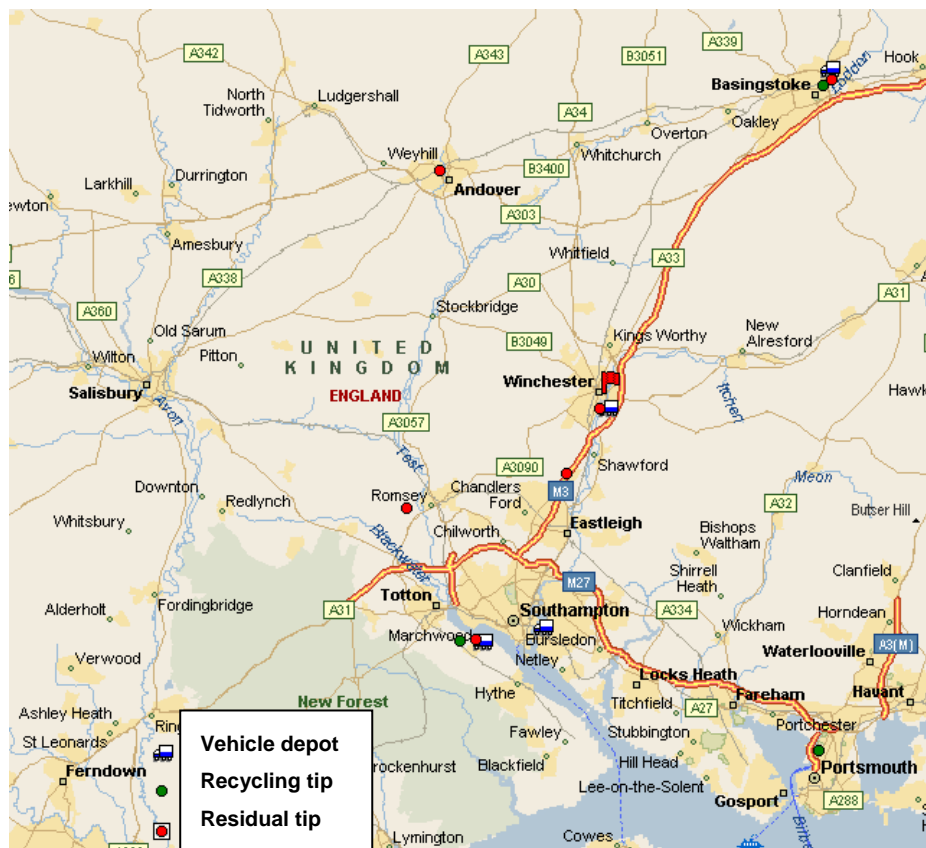 A342
A343
B3051
A339
Hook
Loddon
Basingstoke
North
Tidworth
Ludgershall
A34
Oakley
Overton
Weyhill
Whitchurch
B3400
Andover
Larkhill
Durrington
A303
Amesbury
Whitfield
A33
A338
A30
A31
A360
Stockbridge
Old Sarum
Kings Worthy
New
Alresford
Wilton
Pitton
UNITED
KINGDOM
B3049
Salisbury
ENGLAND
Winchester
Itchen
Avon
A3057
Test
A3090
Shawford
Meon
Downton
Redlynch
Romsey
Chandlers
Ford
M3
A32
Butser Hill
Whitsbury
Eastleigh
Bishops
Waltham
Chilworth
Blackwater
Shirrell
Heath
Clanfield
M27
Alderholt
Fordingbridge
A31
Totton
Southampton
A334
Horndean
Marchwood
Bursledon
Wickham
A3(M)
Waterlooville
Verwood
Netley
Locks Heath
Hythe
New Forest
Titchfield
A27
Fareham
Havant
Ashley Heath
Portchester
St Leonards
Fawley
Stubbington
Vehicle depot
Blackfield
Hill Head
Portsmouth
Ferndown
Recycling tip
Lee-on-the-Solent
Gosport
A288
Residual tip
Lymington
Cowes